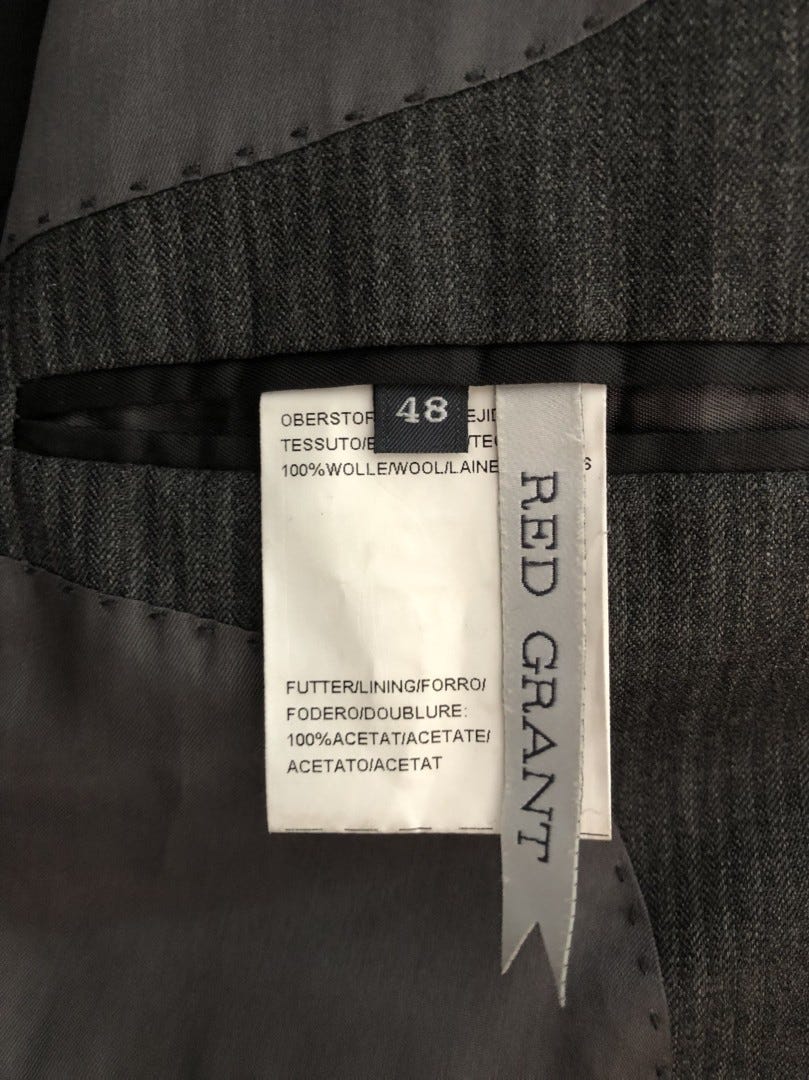 48
OBERSTOF
TESSUTO/
100%WOLLE/WOOL/LAINE
FUTTER/LINING/FORRO/
FODERO/DOUBLURE:
100%ACETAT/ACETATE/
ACETATO/ACETAT
RED GRANT